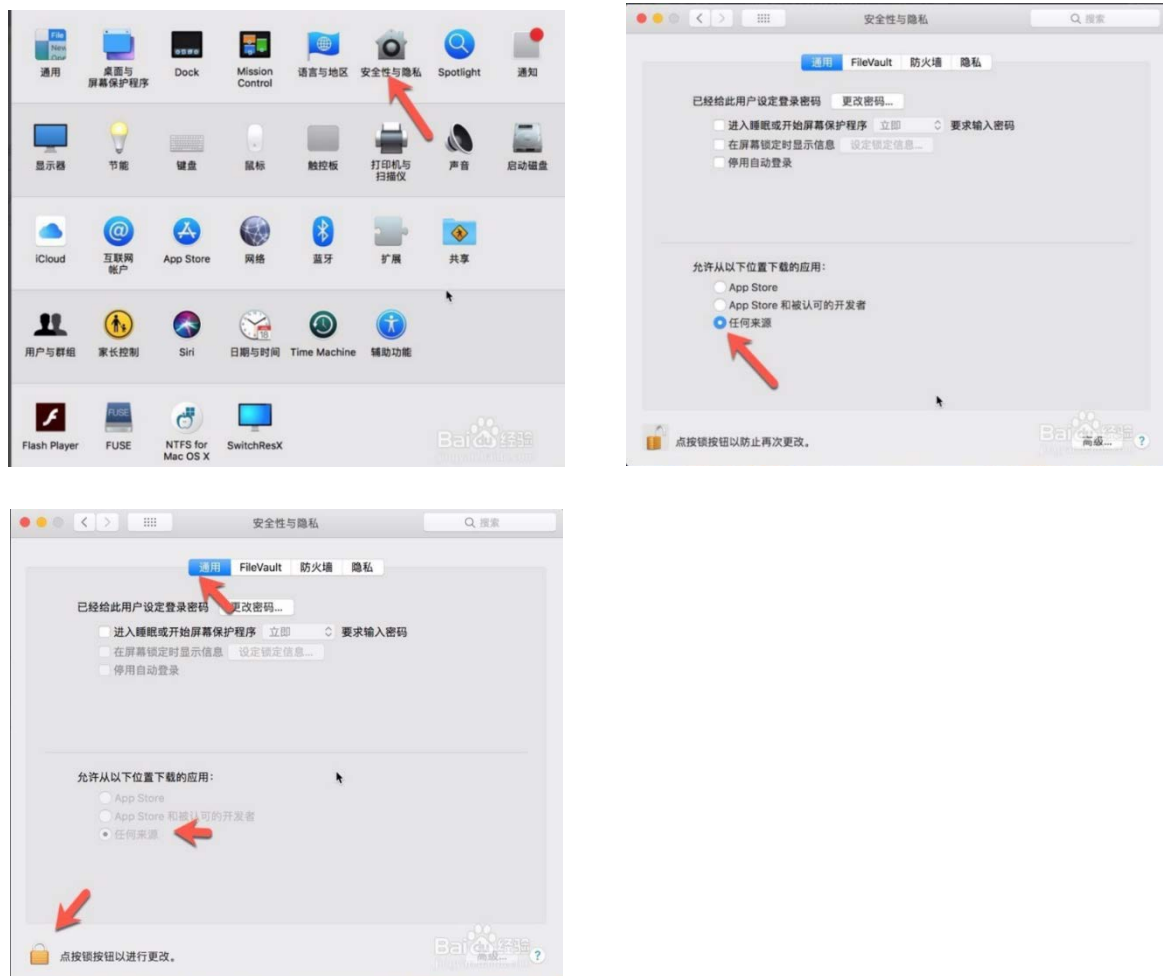 通用
桌面与
屏幕保护程序
Dock
Mission
Control
语言与地区
安全性与隐私
Spotlight
通知
显示器
节能
键盘
鼠标
触控板
打印机与
扫描仪
声音
启动磁盘
iCloud
互联网
帐户
App Store
网络
蓝牙
扩展
共享
用户与群组
家长控制
Siri
日期与时间
Time Machine
辅助功能
Flash Player
FUSE
NTFS for
Mac OS X
SwitchResX
Baidu经验
安全性与隐私
搜索
通用 FileVault 防火墙 隐私
已经给此用户设定登录密码 更改密码...
进入睡眠或开始屏幕保护程序 立即 要求输入密码
在屏幕锁定时显示信息 设定锁定信息...
停用自动登录
允许从以下位置下载的应用：
App Store
App Store 和被认可的开发者
任何来源
点按锁按钮以防止再次更改。
高级... ?
安全性与隐私
搜索
通用 FileVault 防火墙 隐私
已经给此用户设定登录密码 更改密码...
进入睡眠或开始屏幕保护程序 立即 要求输入密码
在屏幕锁定时显示信息 设定锁定信息...
停用自动登录
允许从以下位置下载的应用：
App Store
App Store 和被认可的开发者
任何来源
点按锁按钮以进行更改。
高级... ?